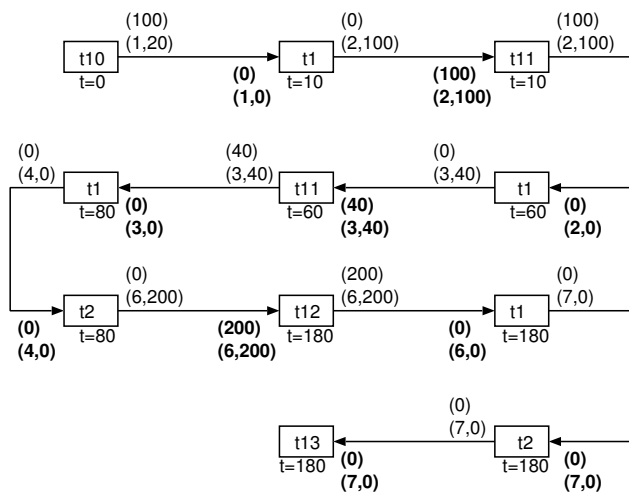 (100)
(1,20)
t10
t=0
(0)
(1,0)
t1
t=10
(0)
(2,100)
(100)
(2,100)
t11
t=10
(100)
(2,100)
(0)
(4,0)
t1
t=80
(0)
(3,0)
(40)
(3,40)
t11
t=60
(40)
(3,40)
(0)
(3,40)
t1
t=60
(0)
(2,0)
(0)
(4,0)
t2
t=80
(0)
(6,200)
(200)
(6,200)
t12
t=180
(200)
(6,200)
(0)
(6,0)
t1
t=180
(0)
(7,0)
t13
t=180
(0)
(7,0)
(0)
(7,0)
t2
t=180
(0)
(7,0)